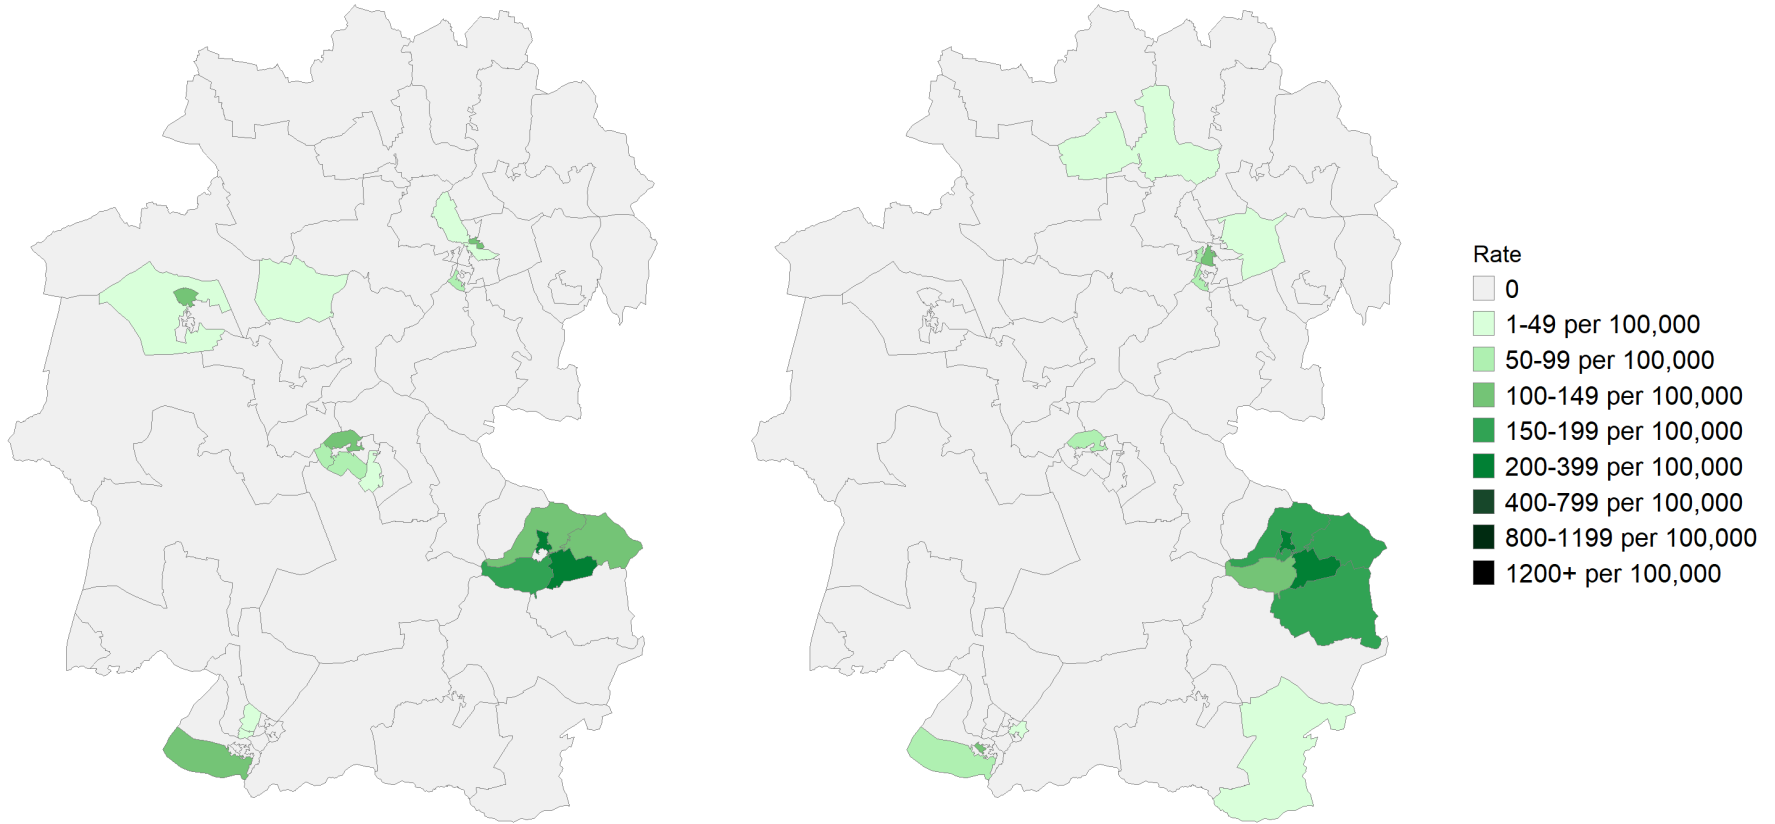 Rate
0
1-49 per 100,000
50-99 per 100,000
100-149 per 100,000
150-199 per 100,000
200-399 per 100,000
400-799 per 100,000
800-1199 per 100,000
1200+ per 100,000